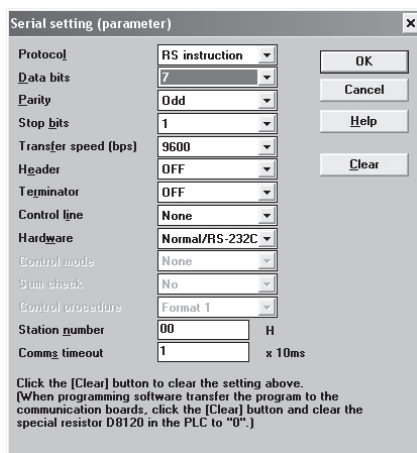 Serial setting (parameter)
Protocol RS instruction OK
Data bits 7
Cancel
Parity Odd
Stop bits 1 Help
Transfer speed (bps) 9600
Header OFF Clear
Terminator OFF
Control line None
Hardware Normal/RS-232C
Control mode None
Sum check No
Control procedure Format 1
Station number 00 H
Comms timeout 1 x 10ms
Click the [Clear] button to clear the setting above.
(When programming software transfer the program to the
communication boards, click the [Clear] button and clear the
special resistor D8120 in the PLC to "0".)